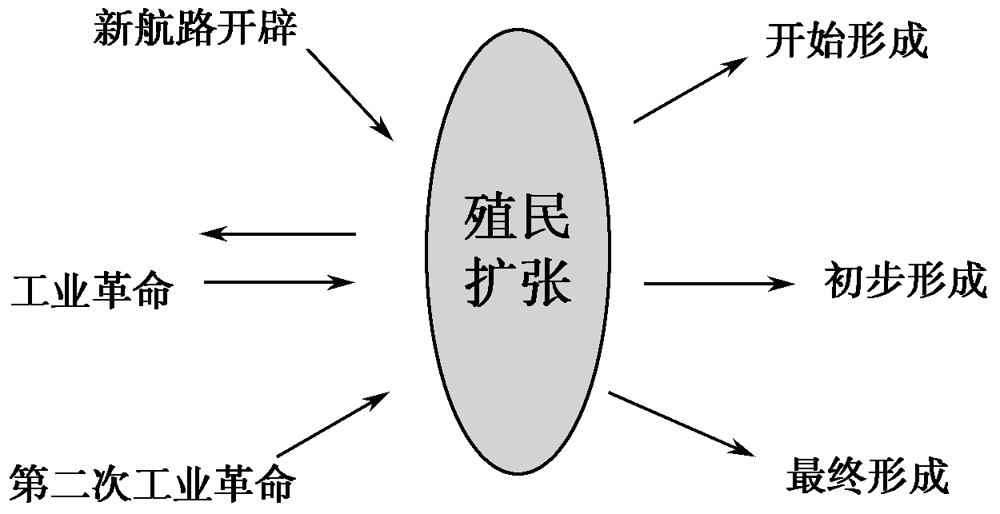 新航路开辟
开始形成
殖民
扩张
工业革命
初步形成
第二次工业革命
最终形成